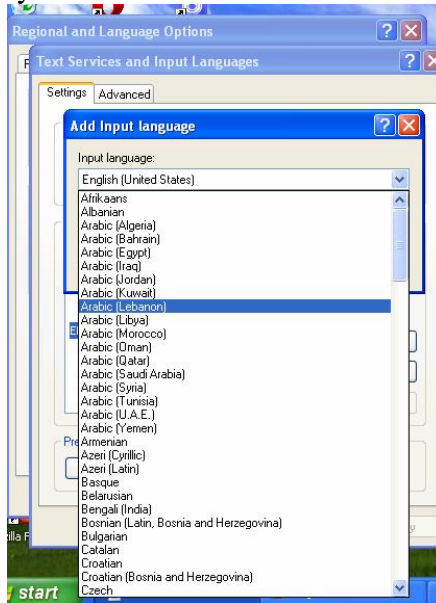 Regional and Language Options
Text Services and Input Languages
Settings
Advanced
Add Input language
Input language:
English (United States)
Afrikaans
Albanian
Arabic (Algeria)
Arabic (Bahrain)
Arabic (Egypt)
Arabic (Iraq)
Arabic (Jordan)
Arabic (Kuwait)
Arabic (Lebanon)
Arabic (Libya)
Arabic (Morocco)
Arabic (Oman)
Arabic (Qatar)
Arabic (Saudi Arabia)
Arabic (Syria)
Arabic (Tunisia)
Arabic (U.A.E.)
Arabic (Yemen)
Armenian
Azeri (Cyrillic)
Azeri (Latin)
Basque
Belarusian
Bengali (India)
Bosnian (Latin, Bosnia and Herzegovina)
Bulgarian
Catalan
Croatian
Croatian (Bosnia and Herzegovina)
Czech
start